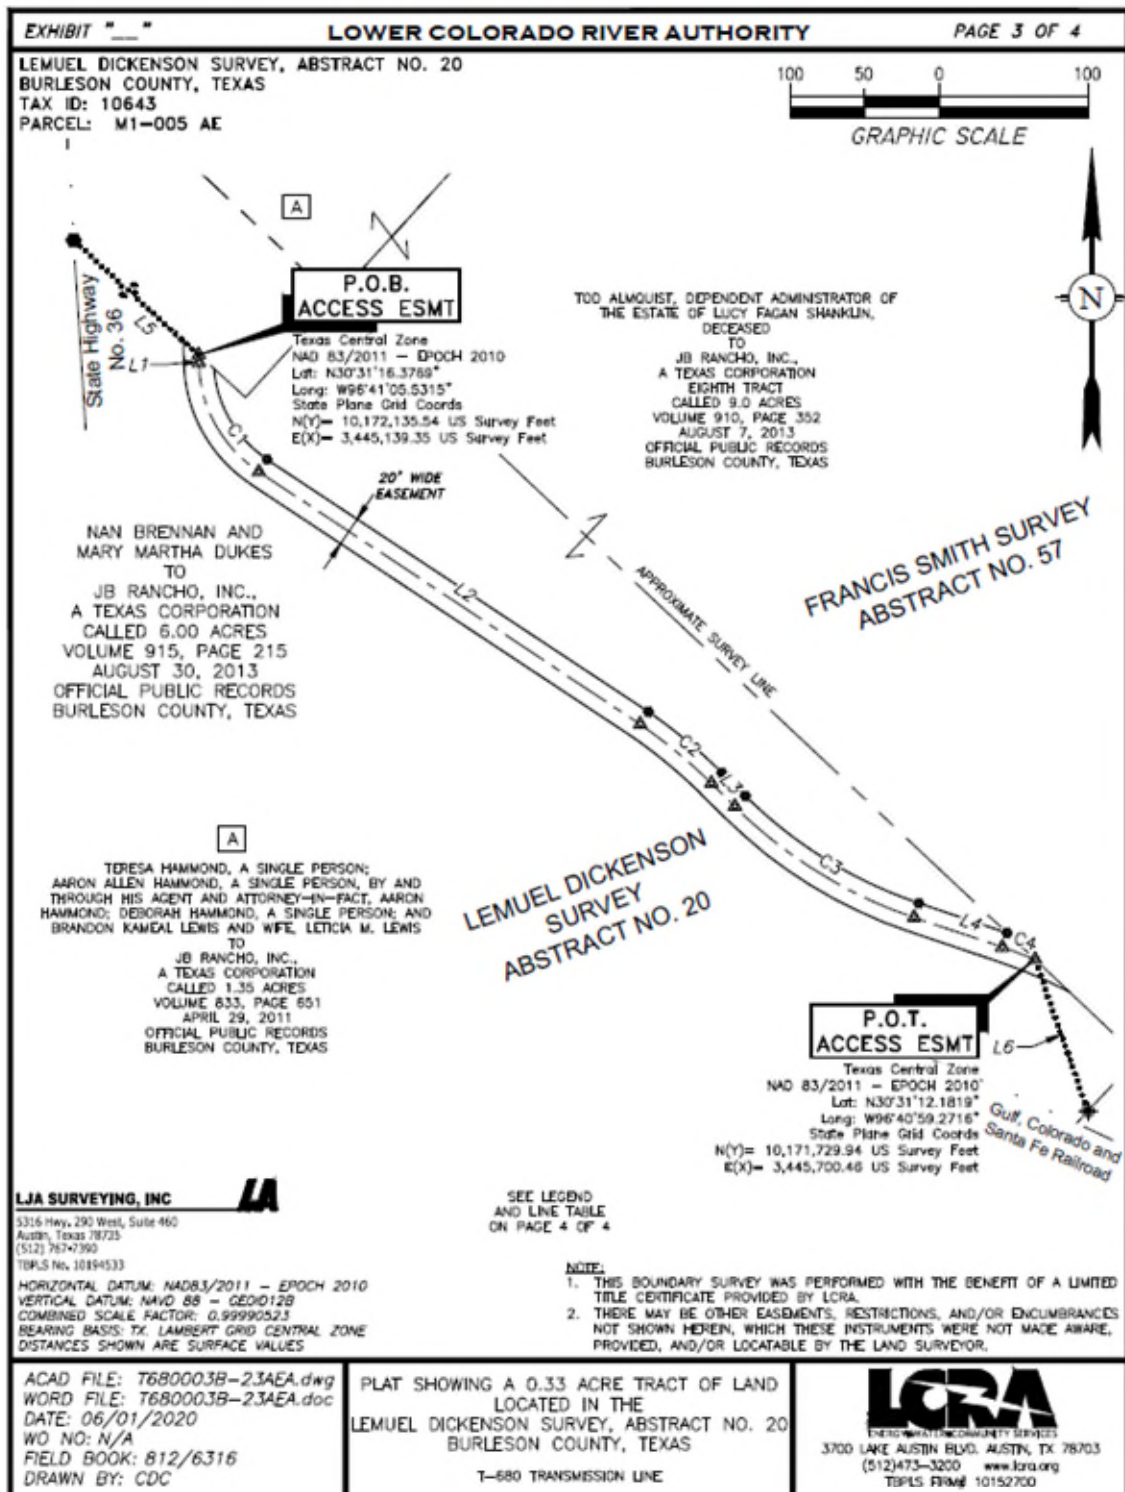 EXHIBIT "__"
LOWER COLORADO RIVER AUTHORITY
PAGE 3 OF 4
LEMUEL DICKENSON SURVEY, ABSTRACT NO. 20
BURLESON COUNTY, TEXAS
TAX ID: 10643
PARCEL: M1-005 AE
100 50 0 100
GRAPHIC SCALE
A
P.O.B.
ACCESS ESMT
Texas Central Zone
NAD 83/2011 - EPOCH 2010
Lat: N30°31'16.3769"
Long: W96°41'05.5315"
State Plane Grid Coords
N(Y)= 10,172,135.54 US Survey Feet
E(X)= 3,445,139.35 US Survey Feet
State Highway
No. 36
L5
L1
C1
N
TOD ALMQUIST, DEPENDENT ADMINISTRATOR OF
THE ESTATE OF LUCY FAGAN SHANKLIN,
DECEASED
TO
JB RANCHO, INC.,
A TEXAS CORPORATION
EIGHTH TRACT
CALLED 9.0 ACRES
VOLUME 910, PAGE 352
AUGUST 7, 2013
OFFICIAL PUBLIC RECORDS
BURLESON COUNTY, TEXAS
20' WIDE
EASEMENT
NAN BRENNAN AND
MARY MARTHA DUKES
TO
JB RANCHO, INC.,
A TEXAS CORPORATION
CALLED 6.00 ACRES
VOLUME 915, PAGE 215
AUGUST 30, 2013
OFFICIAL PUBLIC RECORDS
BURLESON COUNTY, TEXAS
L2
FRANCIS SMITH SURVEY
ABSTRACT NO. 57
APPROXIMATE SURVEY LINE
C2
L3
C3
L4
C4
A
TERESA HAMMOND, A SINGLE PERSON;
AARON ALLEN HAMMOND, A SINGLE PERSON, BY AND
THROUGH HIS AGENT AND ATTORNEY-IN-FACT, AARON
HAMMOND; DEBORAH HAMMOND, A SINGLE PERSON; AND
BRANDON KAMEAL LEWIS AND WIFE, LETICIA M. LEWIS
TO
JB RANCHO, INC.,
A TEXAS CORPORATION
CALLED 1.35 ACRES
VOLUME 833, PAGE 651
APRIL 29, 2011
OFFICIAL PUBLIC RECORDS
BURLESON COUNTY, TEXAS
LEMUEL DICKENSON
SURVEY
ABSTRACT NO. 20
P.O.T.
ACCESS ESMT
L6
Texas Central Zone
NAD 83/2011 - EPOCH 2010
Lat: N30°31'12.1819"
Long: W96°40'59.2716"
State Plane Grid Coords
N(Y)= 10,171,729.94 US Survey Feet
E(X)= 3,445,700.46 US Survey Feet
Gulf, Colorado and
Santa Fe Railroad
LJA SURVEYING, INC
5316 Hwy. 290 West, Suite 460
Austin, Texas 78735
(512) 767-7390
TBPLS No. 10194533
SEE LEGEND
AND LINE TABLE
ON PAGE 4 OF 4
HORIZONTAL DATUM: NAD83/2011 - EPOCH 2010
VERTICAL DATUM: NAVD 88 - GEOID12B
COMBINED SCALE FACTOR: 0.99990523
BEARING BASIS: TX. LAMBERT GRID CENTRAL ZONE
DISTANCES SHOWN ARE SURFACE VALUES
NOTE:
1. THIS BOUNDARY SURVEY WAS PERFORMED WITH THE BENEFIT OF A LIMITED
TITLE CERTIFICATE PROVIDED BY LCRA.
2. THERE MAY BE OTHER EASEMENTS, RESTRICTIONS, AND/OR ENCUMBRANCES
NOT SHOWN HEREIN, WHICH THESE INSTRUMENTS WERE NOT MADE AWARE,
PROVIDED, AND/OR LOCATABLE BY THE LAND SURVEYOR.
ACAD FILE: T680003B-23AEA.dwg
WORD FILE: T680003B-23AEA.doc
DATE: 06/01/2020
WO NO: N/A
FIELD BOOK: 812/6316
DRAWN BY: CDC
PLAT SHOWING A 0.33 ACRE TRACT OF LAND
LOCATED IN THE
LEMUEL DICKENSON SURVEY, ABSTRACT NO. 20
BURLESON COUNTY, TEXAS
T-680 TRANSMISSION LINE
LCRA
ENERGY•WATER•COMMUNITY SERVICES
3700 LAKE AUSTIN BLVD. AUSTIN, TX 78703
(512)473-3200 www.lcra.org
TBPLS FIRM# 10152700